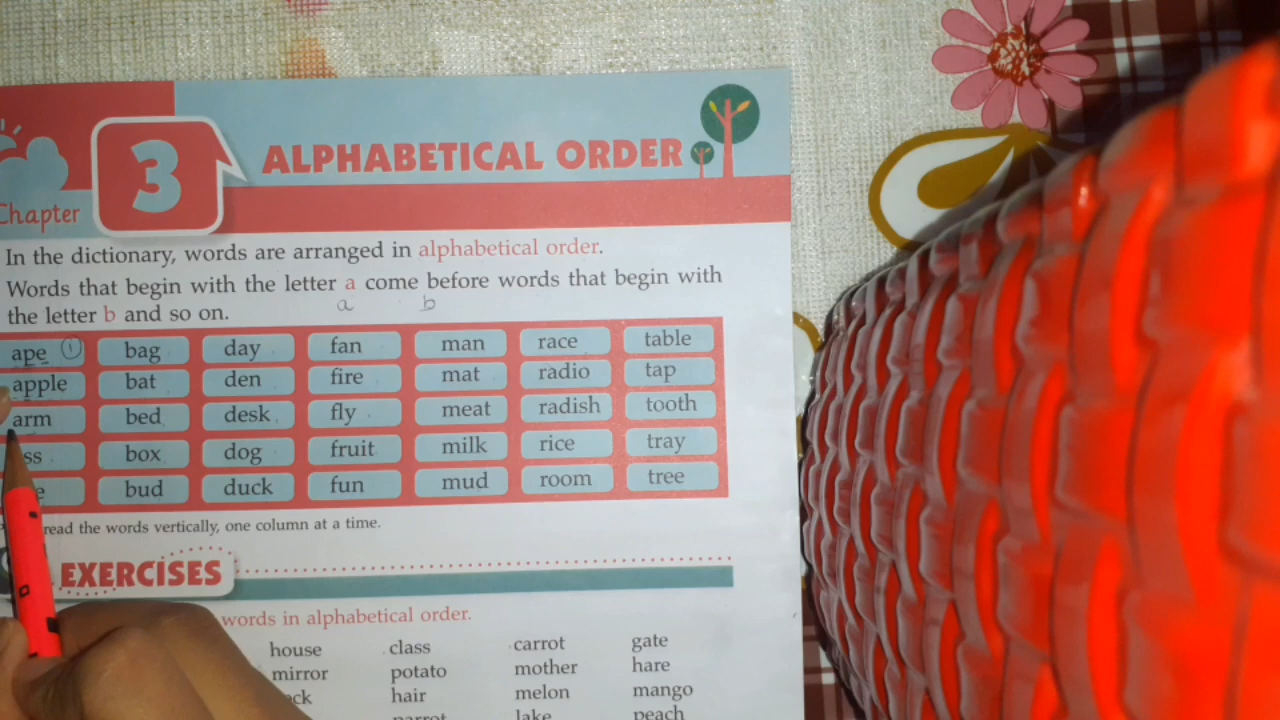 Chapter
3
ALPHABETICAL ORDER
In the dictionary, words are arranged in alphabetical order.
Words that begin with the letter a come before words that begin with
a b
the letter b and so on.
ape 1 bag day fan man race table
apple bat den fire mat radio tap
arm bed desk fly meat radish tooth
box dog fruit milk rice tray
bud duck fun mud room tree
read the words vertically, one column at a time.
EXERCISES
words in alphabetical order.
house class carrot gate
mirror potato mother hare
hair melon mango
parrot lake peach